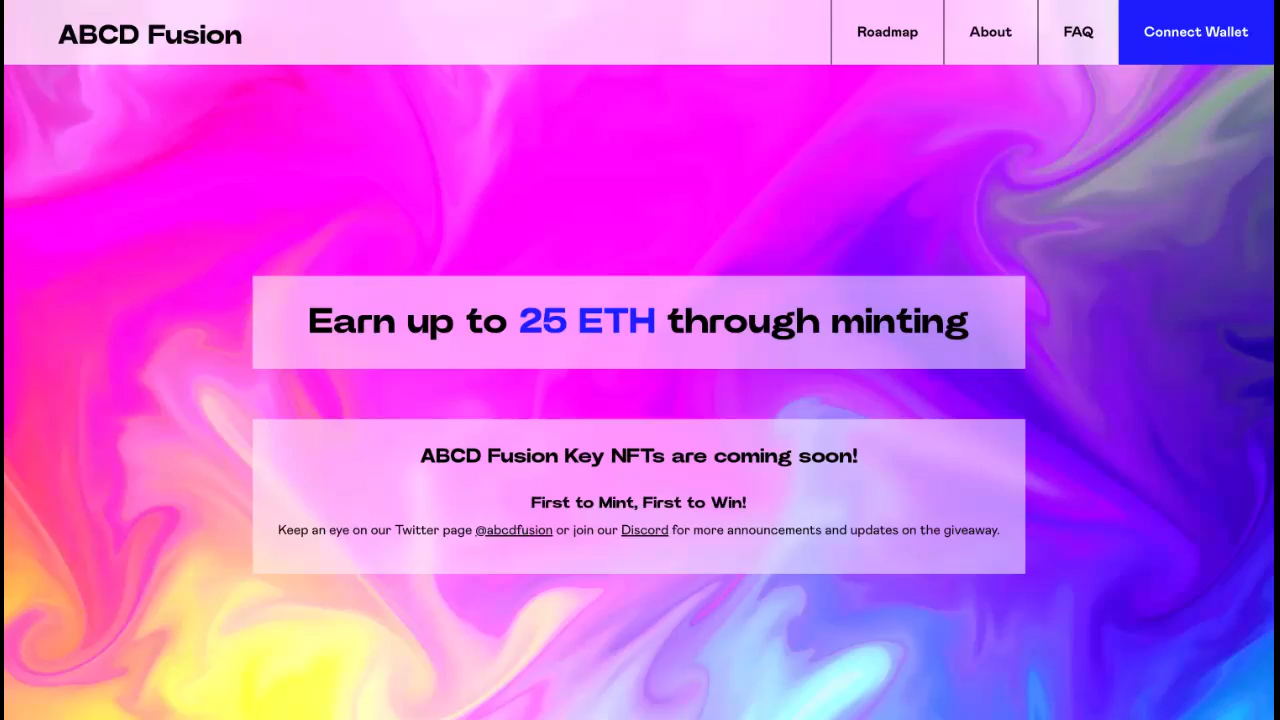 ABCD Fusion
Roadmap
About
FAQ
Connect Wallet
Earn up to 25 ETH through minting
ABCD Fusion Key NFTs are coming soon!
First to Mint, First to Win!
Keep an eye on our Twitter page @abcdfusion or join our Discord for more announcements and updates on the giveaway.